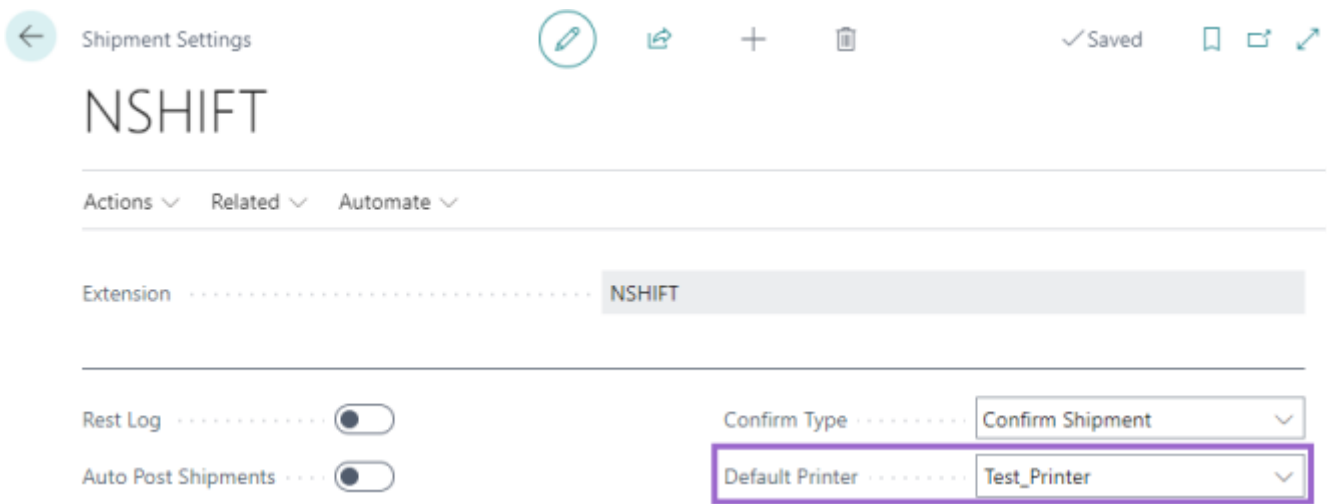 Shipment Settings
Saved
NSHIFT
Actions Related Automate
Extension NSHIFT
Rest Log
Confirm Type Confirm Shipment
Auto Post Shipments
Default Printer Test_Printer